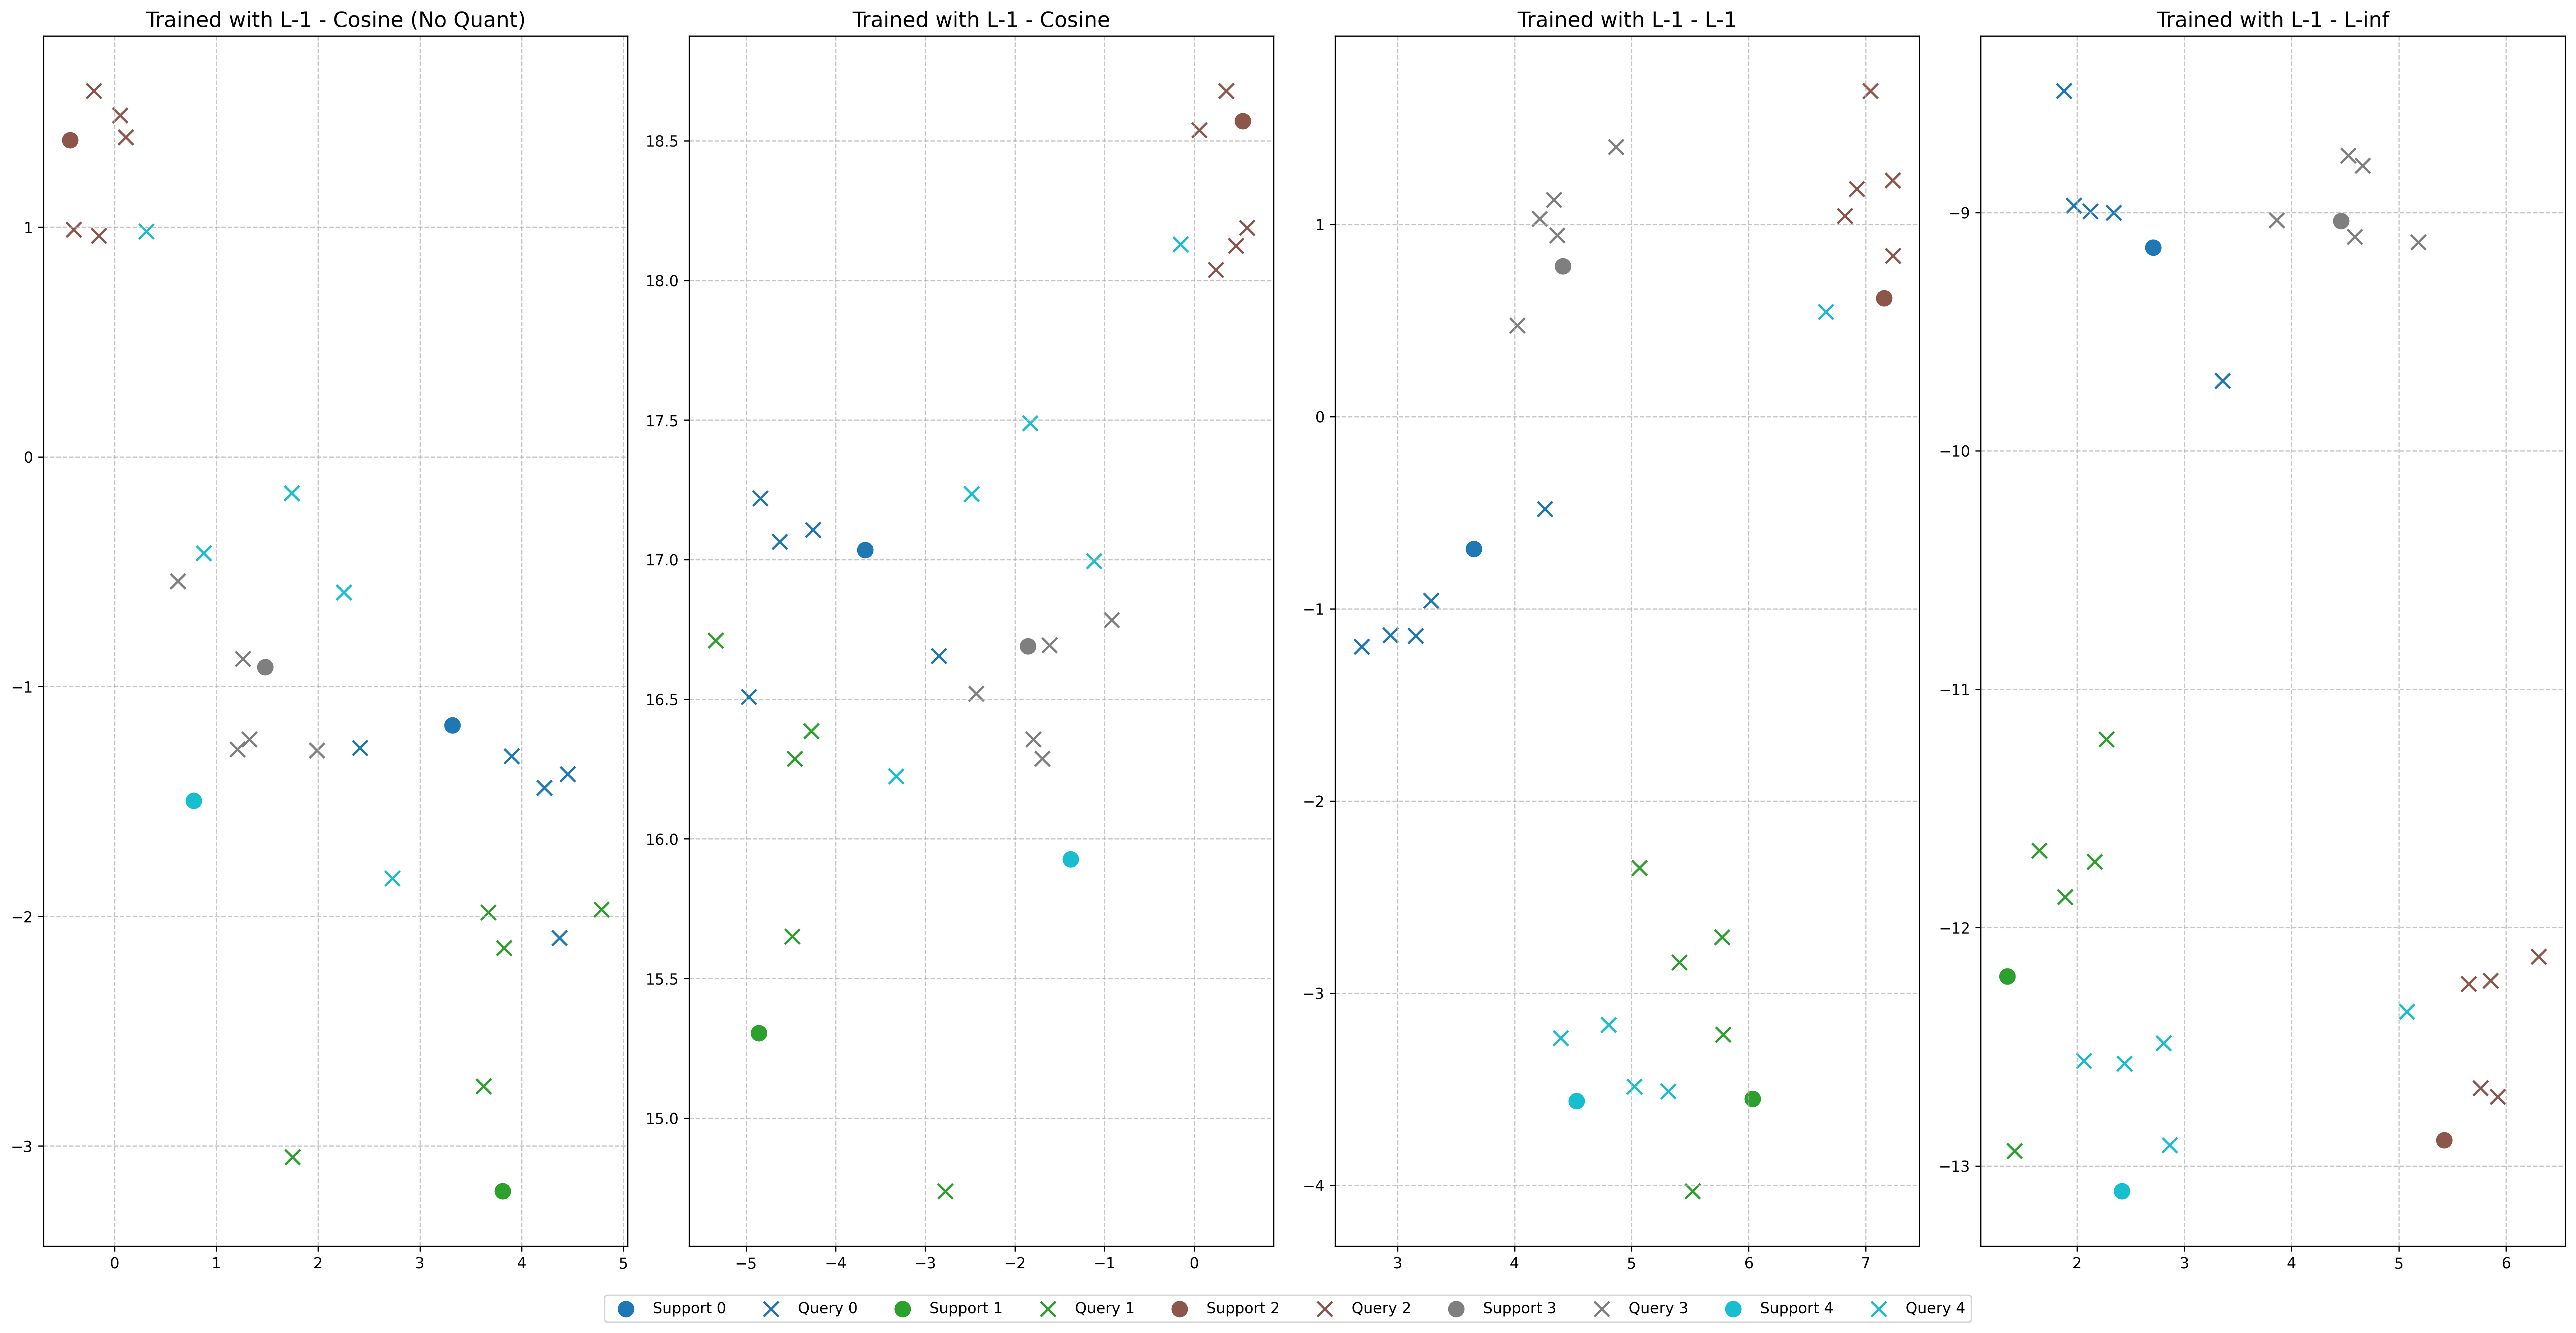 Trained with L-1 - Cosine (No Quant)
1
0
−1
−2
−3
0 1 2 3 4 5
Trained with L-1 - Cosine
18.5
18.0
17.5
17.0
16.5
16.0
15.5
15.0
−5 −4 −3 −2 −1 0
Trained with L-1 - L-1
1
0
−1
−2
−3
−4
3 4 5 6 7
Trained with L-1 - L-inf
−9
−10
−11
−12
−13
2 3 4 5 6
Support 0 Query 0 Support 1 Query 1 Support 2 Query 2 Support 3 Query 3 Support 4 Query 4